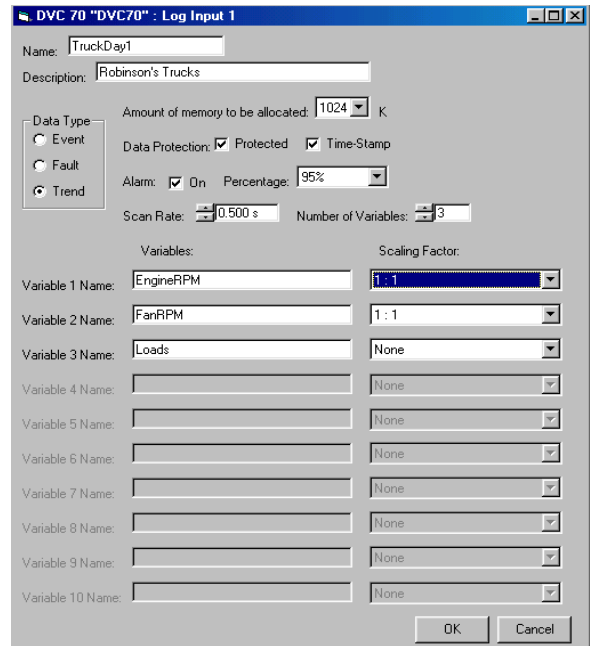 DVC 70 "DVC70" : Log Input 1
Name: TruckDay1
Description: Robinson's Trucks
Data Type
Event
Fault
Trend
Amount of memory to be allocated: 1024 K
Data Protection: Protected Time-Stamp
Alarm: On Percentage: 95%
Scan Rate: 0.500 s Number of Variables: 3
Variables: Scaling Factor:
Variable 1 Name: EngineRPM 1 : 1
Variable 2 Name: FanRPM 1 : 1
Variable 3 Name: Loads None
Variable 4 Name: None
Variable 5 Name: None
Variable 6 Name: None
Variable 7 Name: None
Variable 8 Name: None
Variable 9 Name: None
Variable 10 Name: None
OK Cancel